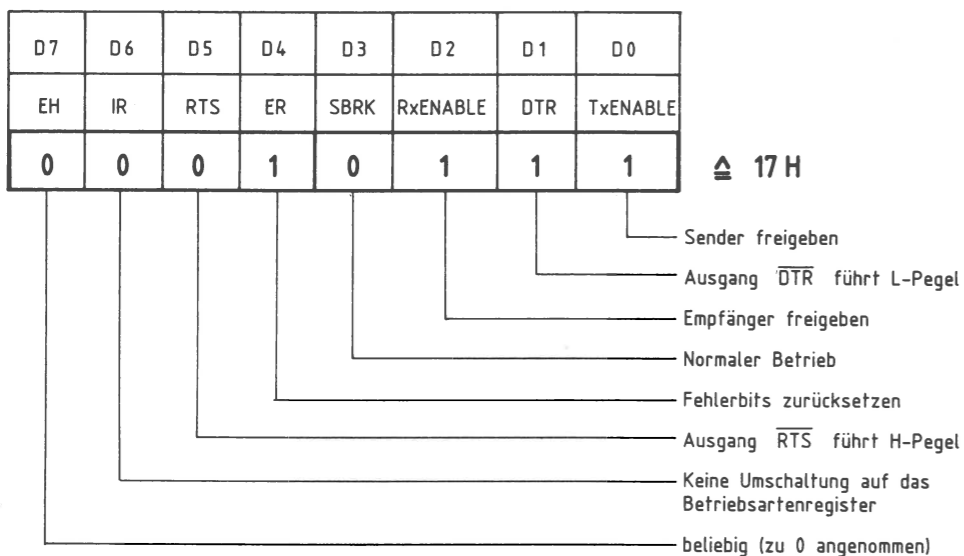 D7 D6 D5 D4 D3 D2 D1 D0
EH IR RTS ER SBRK RxENABLE DTR TxENABLE
0 0 0 1 0 1 1 1 ≙ 17 H
Sender freigeben
Ausgang D̅T̅R̅ führt L-Pegel
Empfänger freigeben
Normaler Betrieb
Fehlerbits zurücksetzen
Ausgang R̅T̅S̅ führt H-Pegel
Keine Umschaltung auf das
Betriebsartenregister
beliebig (zu 0 angenommen)